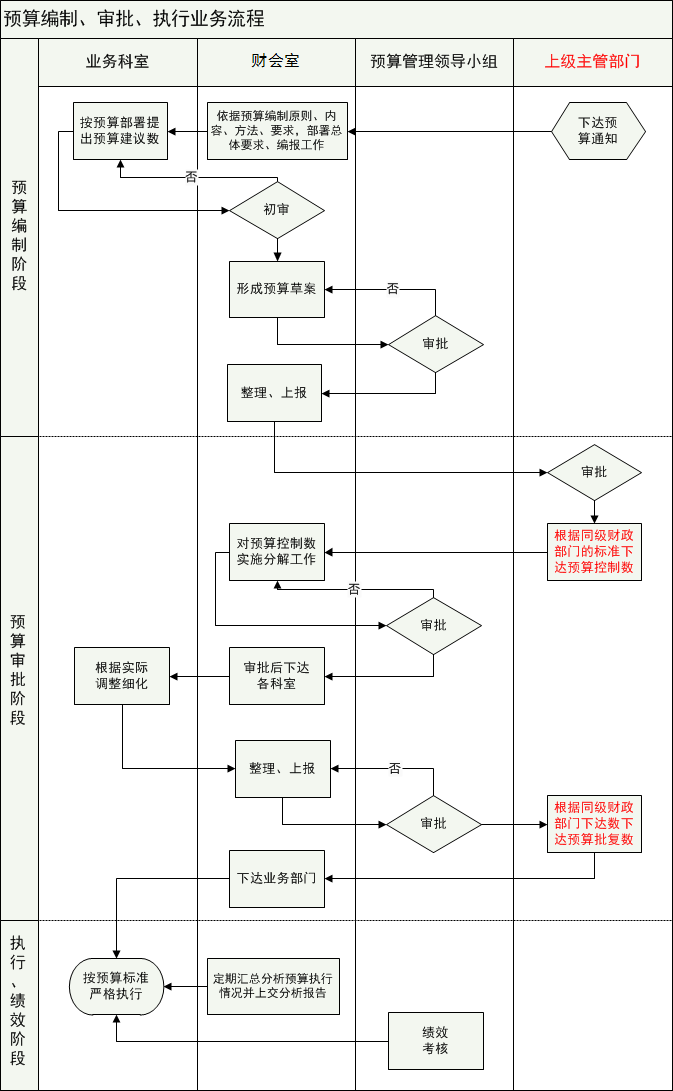 预算编制、审批、执行业务流程
业务科室
财会室
预算管理领导小组
上级主管部门
预算编制阶段
按预算部署提
出预算建议数
依据预算编制原则、内
容、方法、要求，部署总
体要求、编报工作
下达预
算通知
否
初审
形成预算草案
否
审批
整理、上报
预算审批阶段
审批
对预算控制数
实施分解工作
根据同级财政
部门的标准下
达预算控制数
否
审批
根据实际
调整细化
审批后下达
各科室
整理、上报
否
审批
根据同级财政
部门下达数下
达预算批复数
下达业务部门
执行、绩效阶段
按预算标准
严格执行
定期汇总分析预算执行
情况并上交分析报告
绩效
考核